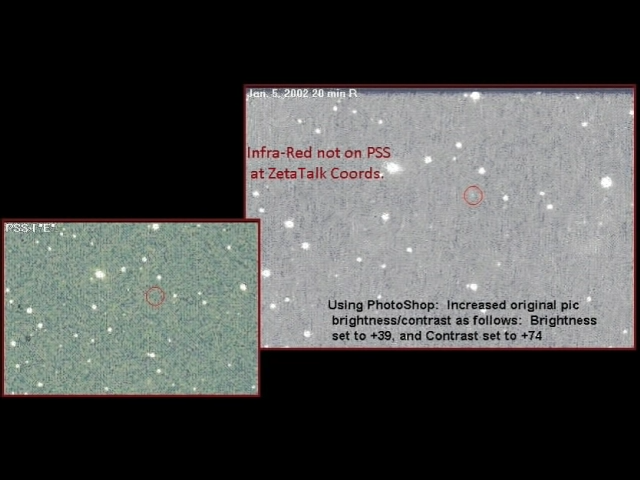 Jan. 5, 2002 20 min R
Infra-Red not on PSS
at ZetaTalk Coords.
PSS-I "E"
Using PhotoShop: Increased original pic
brightness/contrast as follows: Brightness
set to +39, and Contrast set to +74